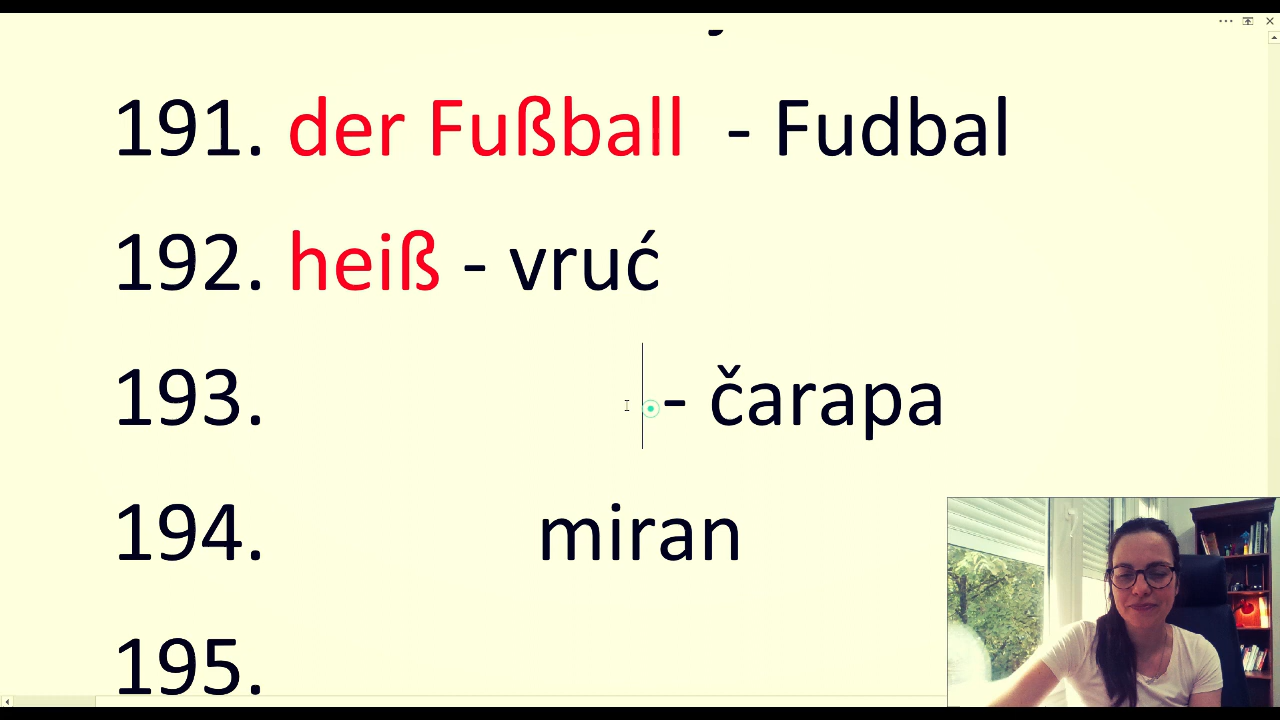 191. der Fußball - Fudbal
192. heiß - vruć
193. - čarapa
194. miran
195.